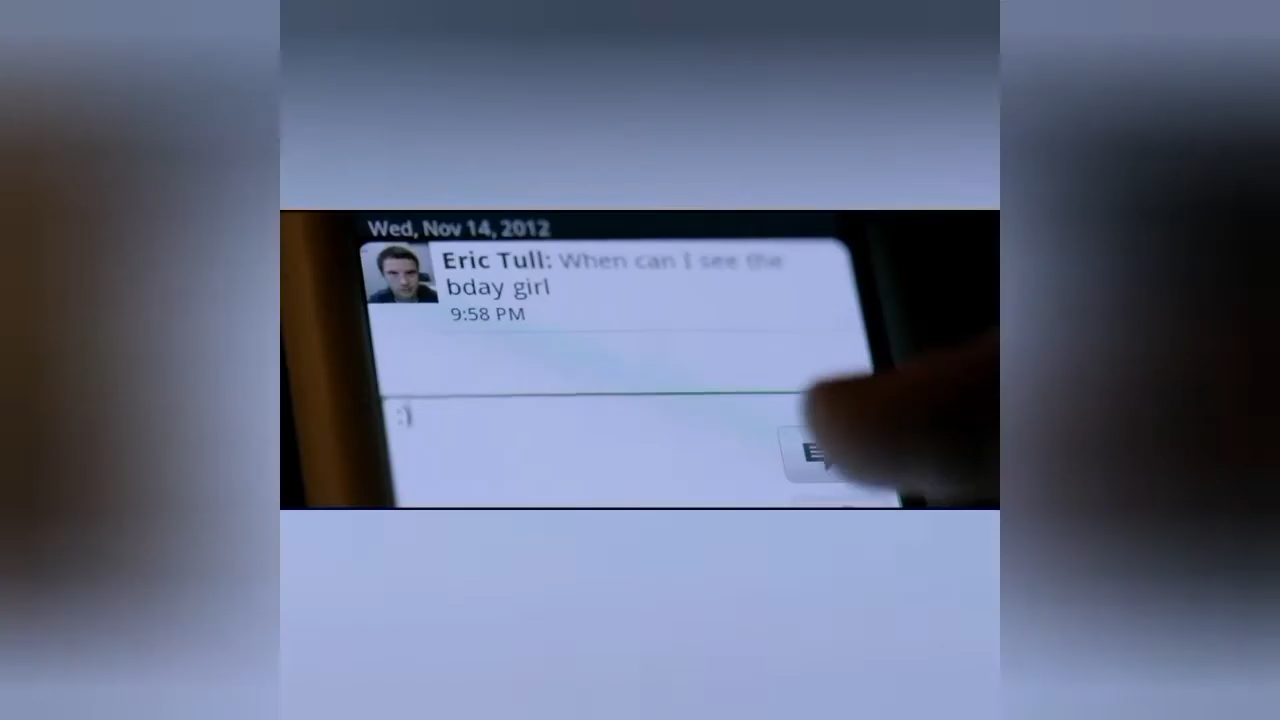 Wed, Nov 14, 2012
Eric Tull: When can I see the
bday girl
9:58 PM
:)